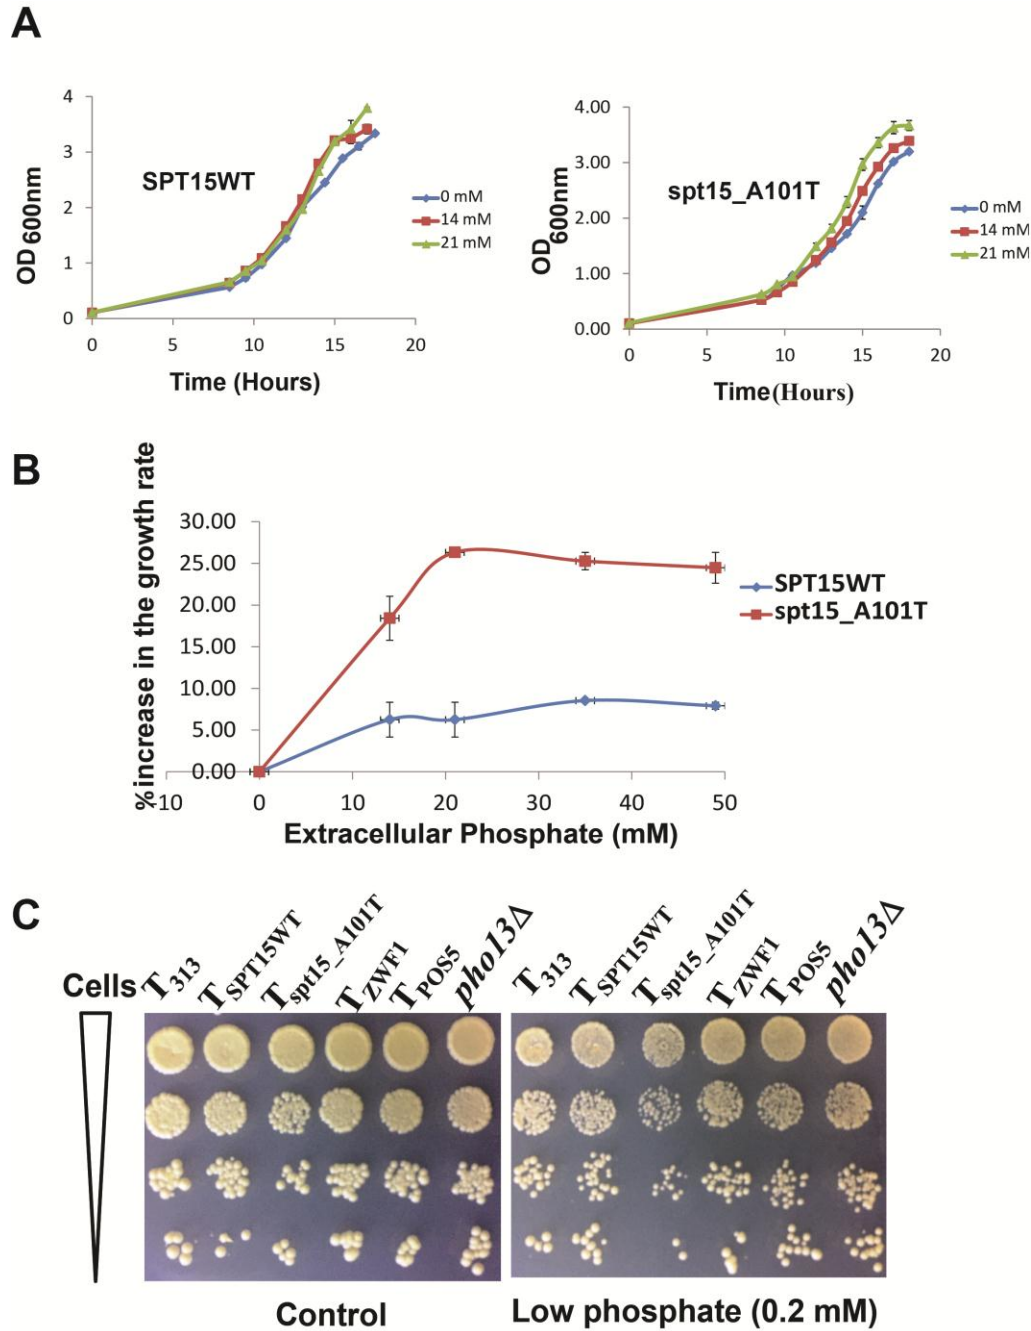 A
4
3
2
1
0
OD600nm
SPT15WT
0 mM
14 mM
21 mM
0 5 10 15 20
Time (Hours)
4.00
3.00
2.00
1.00
0.00
OD600nm
spt15_A101T
0 mM
14 mM
21 mM
0 5 10 15 20
Time(Hours)
B
%increase in the growth rate
30.00
25.00
20.00
15.00
10.00
5.00
0.00
-10 0 10 20 30 40 50
Extracellular Phosphate (mM)
SPT15WT
spt15_A101T
C
Cells
T313 TSPT15WT Tspt15_A101T TZWF1 TPOS5 pho13Δ
T313 TSPT15WT Tspt15_A101T TZWF1 TPOS5 pho13Δ
Control
Low phosphate (0.2 mM)